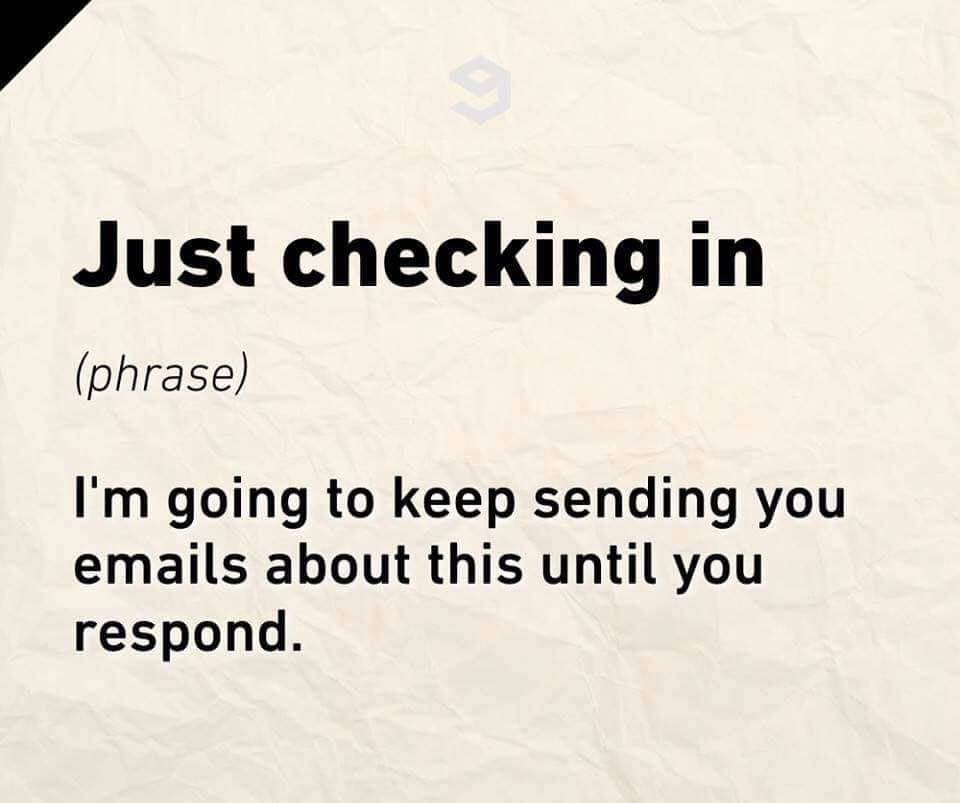 Just checking in
(phrase)
I'm going to keep sending you
emails about this until you
respond.